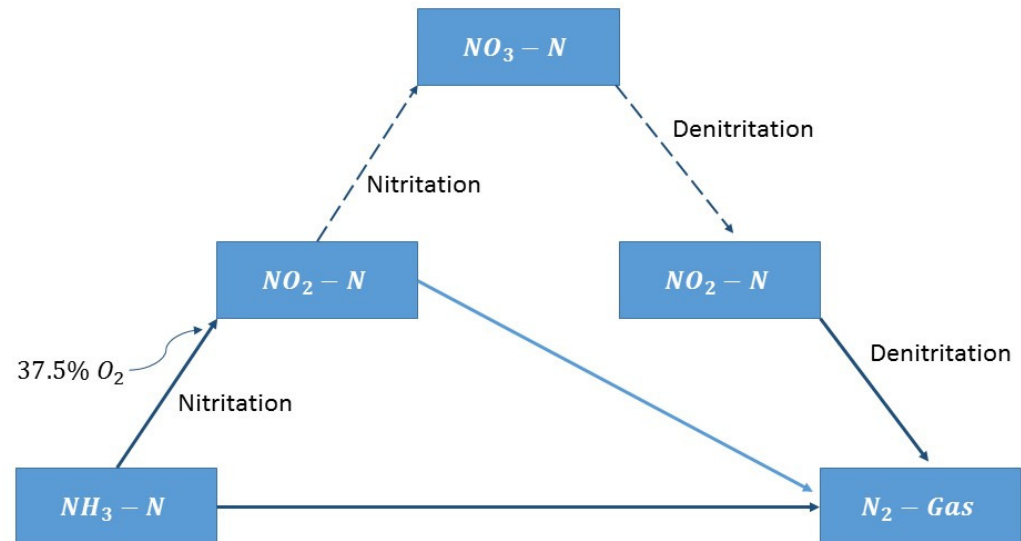 NO₃ − N
Denitritation
Nitritation
NO₂ − N
NO₂ − N
37.5% O₂
Denitritation
Nitritation
NH₃ − N
N₂ − Gas